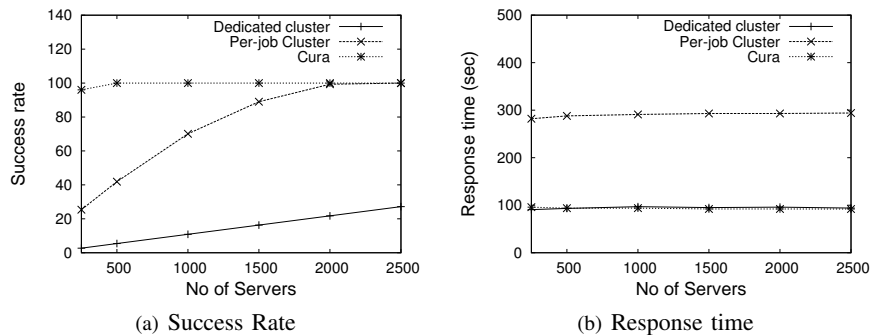 140
120
100
80
60
40
20
0
500
1000
1500
2000
2500
No of Servers
Success rate
Dedicated cluster
Per-job Cluster
Cura
(a) Success Rate
500
400
300
200
100
0
500
1000
1500
2000
2500
No of Servers
Response time (sec)
Dedicated cluster
Per-job Cluster
Cura
(b) Response time